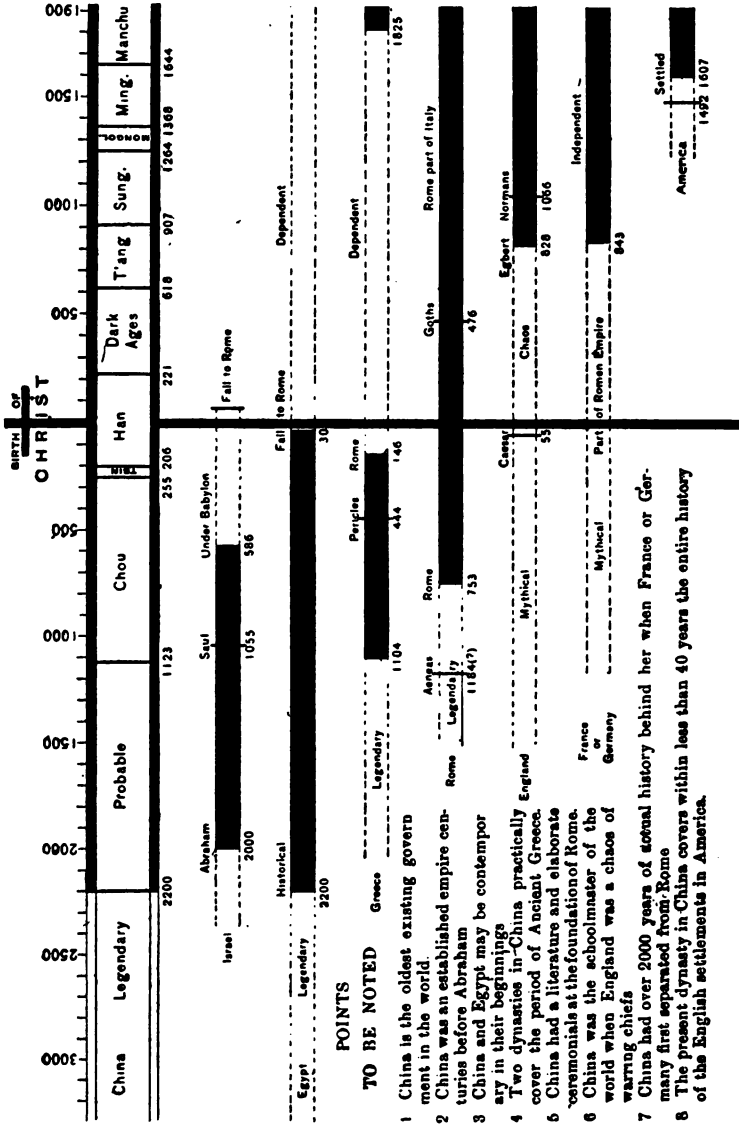 BIRTH OF
CHRIST
3000 2500 2000 1500 1000 500 500 1000 1500 1900
China Legendary Probable Chou TSIN Han Dark Ages T'ang Sung. MONGOL Ming. Manchu
2200 1123 255 206 221 618 907 1264 1368 1644
Abraham Saul Under Babylon Fall to Rome
Israel
2000 1055 586
Historical Fall to Rome Dependent
Egypt Legendary
2200 30
Pericles Rome Dependent
Greece Legendary
1104 444 146 1825
Aeneas Rome Goths Rome part of Italy
Rome Legendary
1184(?) 753 476
Caesar Egbert Normans
England Mythical Chaos
55 828 1066
France
or
Germany
Mythical Part of Roman Empire Independent
843
Settled
America
1492 1607
POINTS
TO BE NOTED
1 China is the oldest existing govern
ment in the world.
2 China was an established empire cen-
turies before Abraham
3 China and Egypt may be contempor
ary in their beginnings
4 Two dynasties in China practically
cover the period of Ancient Greece.
5 China had a literature and elaborate
ceremonials at the foundation of Rome.
6 China was the schoolmaster of the
world when England was a chaos of
warring chiefs
7 China had over 2000 years of actual history behind her when France or Ger-
many first separated from Rome
8 The present dynasty in China covers within less than 40 years the entire history
of the English settlements in America.